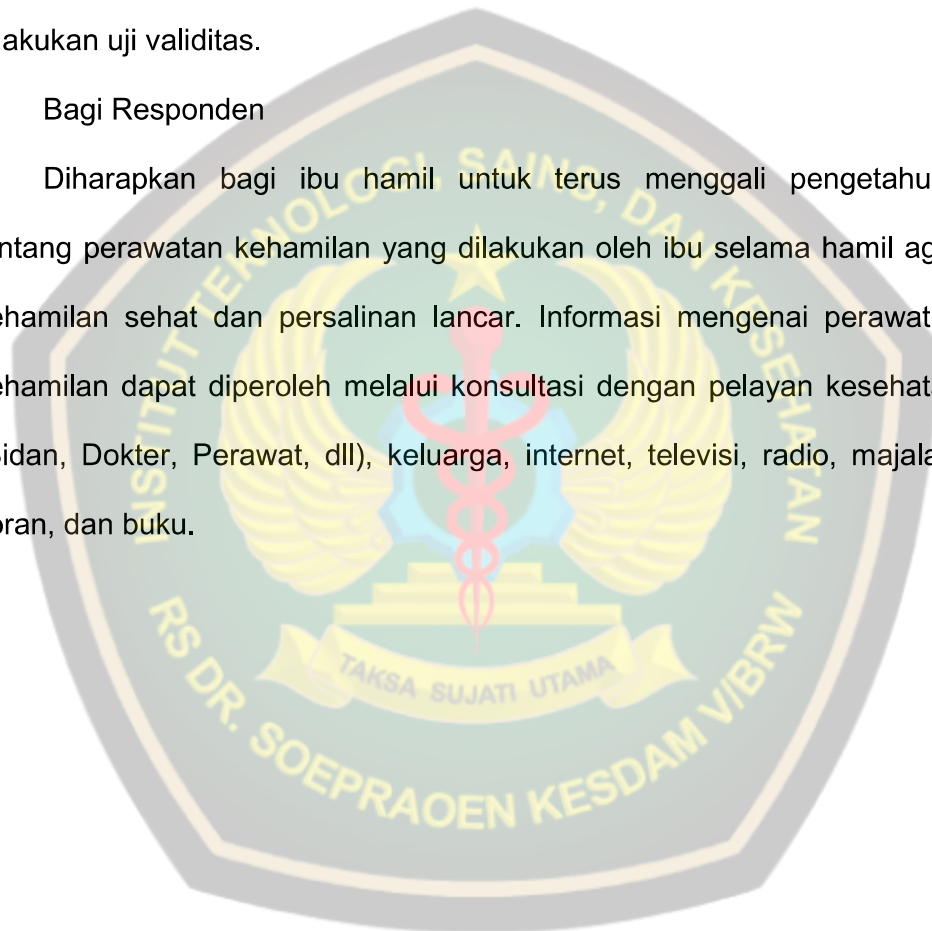 lakukan uji validitas.
Bagi Responden
Diharapkan bagi ibu hamil untuk terus menggali pengetahu
ntang perawatan kehamilan yang dilakukan oleh ibu selama hamil ag
ehamilan sehat dan persalinan lancar. Informasi mengenai perawat
ehamilan dapat diperoleh melalui konsultasi dengan pelayan kesehat
Bidan, Dokter, Perawat, dll), keluarga, internet, televisi, radio, majala
oran, dan buku.
INSTITUT TEKNOLOGI, SAINS, DAN KESEHATAN
TAKSA SUJATI UTAMA
RS DR. SOEPRAOEN KESDAM V/BRW